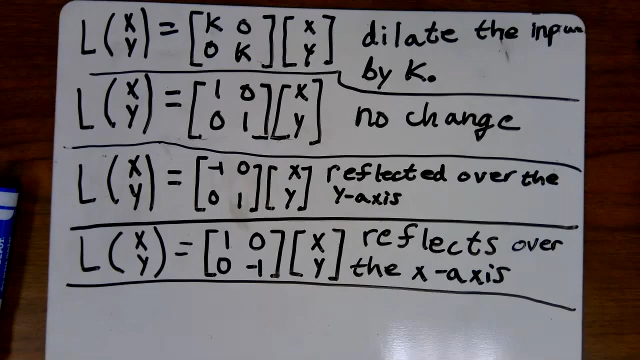 L(x y) = [K 0 0 K][x y] dilate the input
by K.
L(x y) = [1 0 0 1][x y] no change
L(x y) = [-1 0 0 1][x y] reflected over the
y-axis
L(x y) = [1 0 0 -1][x y] reflects over
the x-axis